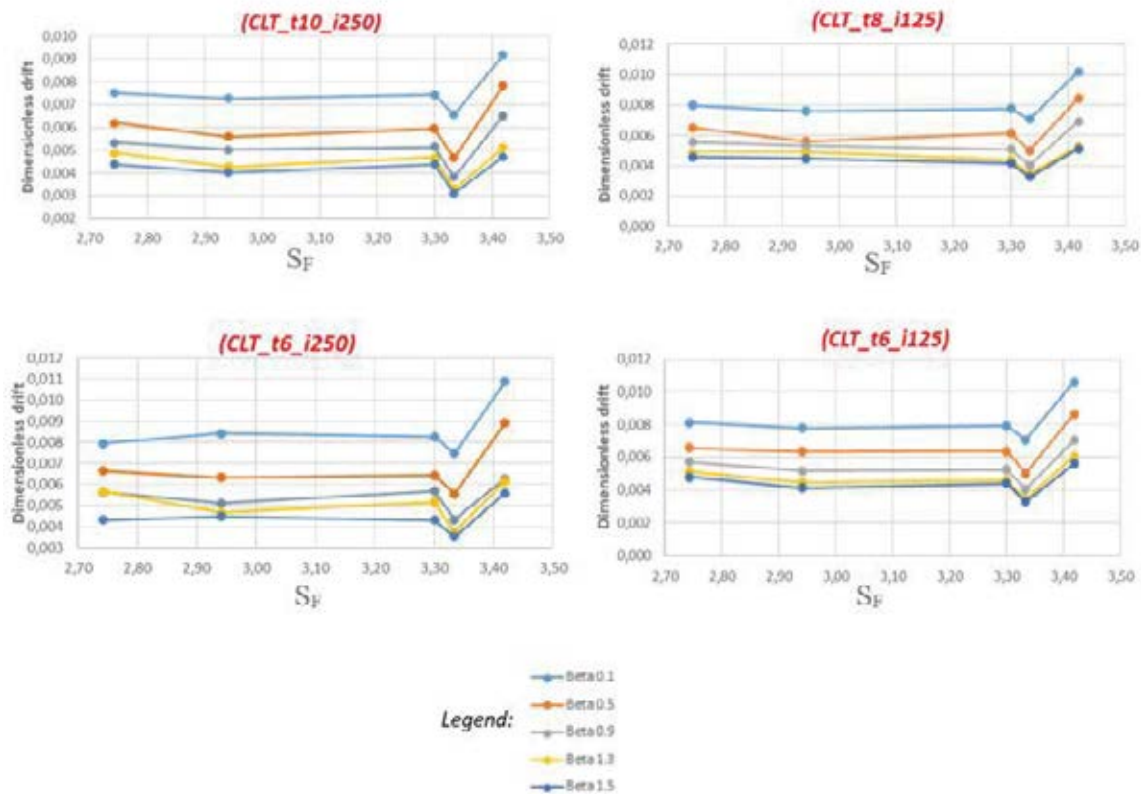 (CLT_t10_i250)
Dimensionless drift
0,010
0,009
0,008
0,007
0,006
0,005
0,004
0,003
0,002
2,70 2,80 2,90 3,00 3,10 3,20 3,30 3,40 3,50
S_F
(CLT_t8_i125)
Dimensionless drift
0,012
0,010
0,008
0,006
0,004
0,002
0,000
2,70 2,80 2,90 3,00 3,10 3,20 3,30 3,40 3,50
S_F
(CLT_t6_i250)
Dimensionless drift
0,012
0,011
0,010
0,009
0,008
0,007
0,006
0,005
0,004
0,003
2,70 2,80 2,90 3,00 3,10 3,20 3,30 3,40 3,50
S_F
(CLT_t6_i125)
Dimensionless drift
0,012
0,010
0,008
0,006
0,004
0,002
0,000
2,70 2,80 2,90 3,00 3,10 3,20 3,30 3,40 3,50
S_F
Legend:
Beta 0.1
Beta 0.5
Beta 0.9
Beta 1.3
Beta 1.5